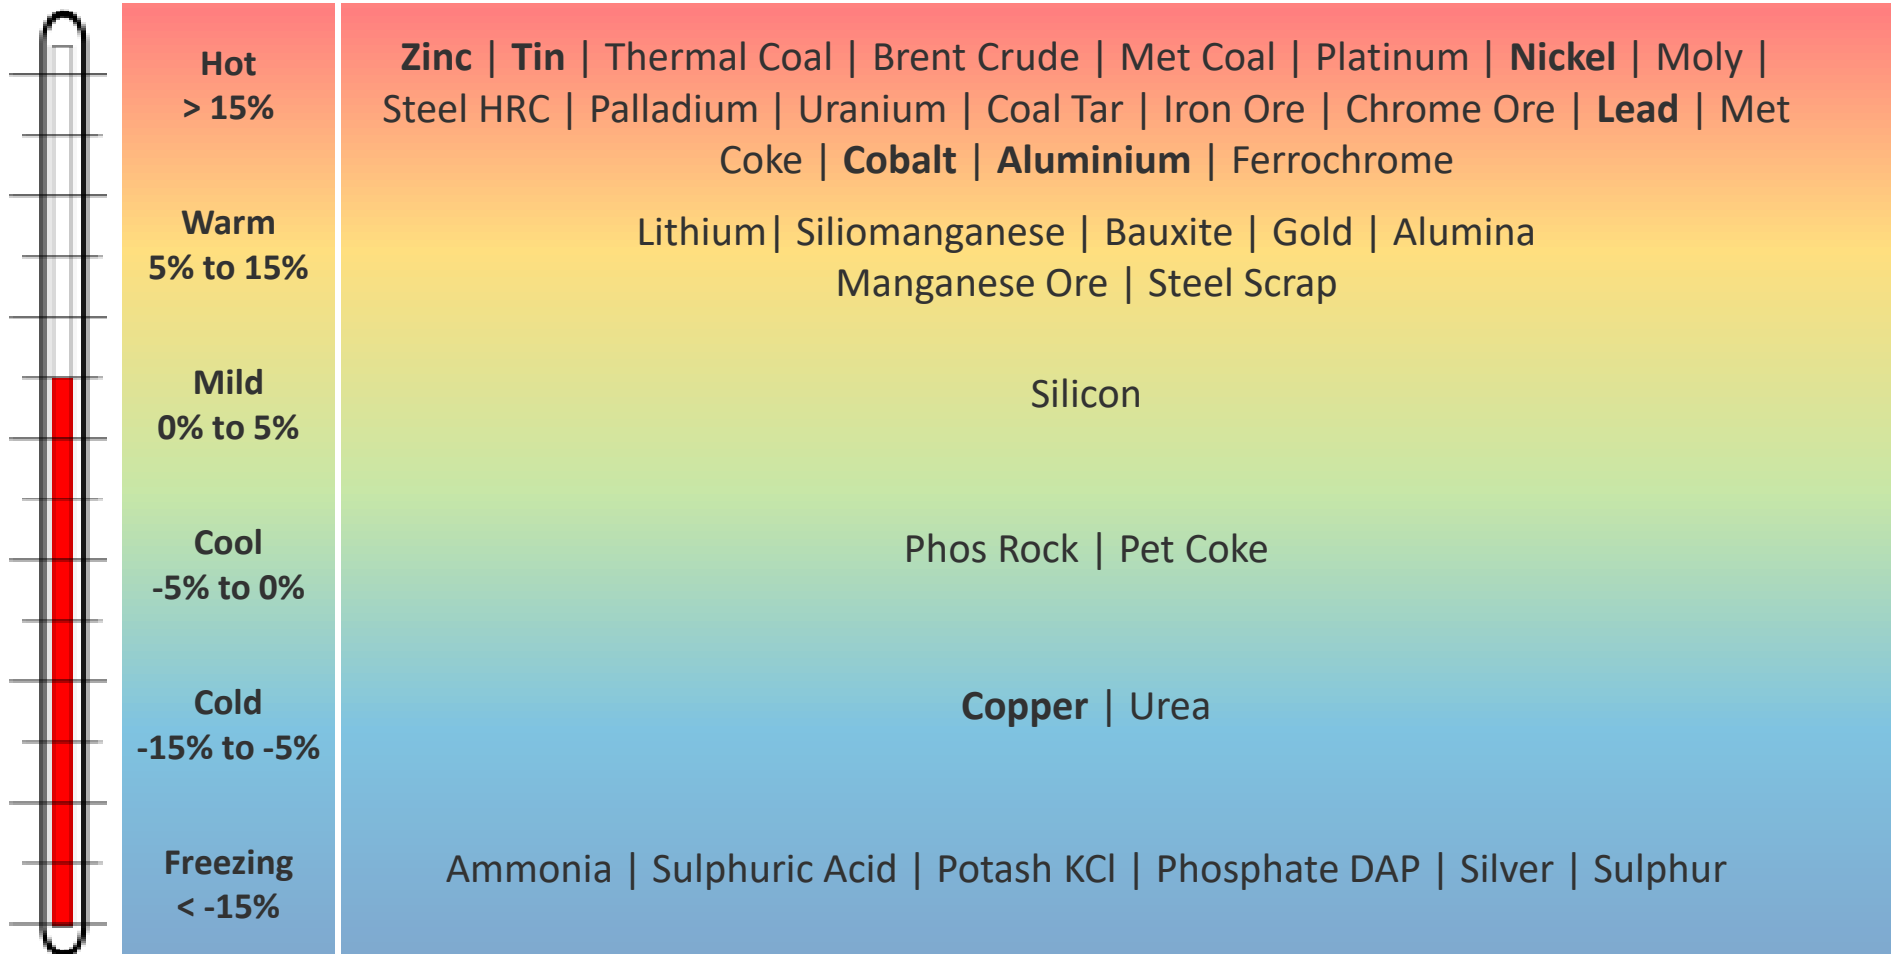 Hot
> 15%
Zinc | Tin | Thermal Coal | Brent Crude | Met Coal | Platinum | Nickel | Moly |
Steel HRC | Palladium | Uranium | Coal Tar | Iron Ore | Chrome Ore | Lead | Met
Coke | Cobalt | Aluminium | Ferrochrome
Warm
5% to 15%
Lithium| Siliomanganese | Bauxite | Gold | Alumina
Manganese Ore | Steel Scrap
Mild
0% to 5%
Silicon
Cool
-5% to 0%
Phos Rock | Pet Coke
Cold
-15% to -5%
Copper | Urea
Freezing
< -15%
Ammonia | Sulphuric Acid | Potash KCl | Phosphate DAP | Silver | Sulphur